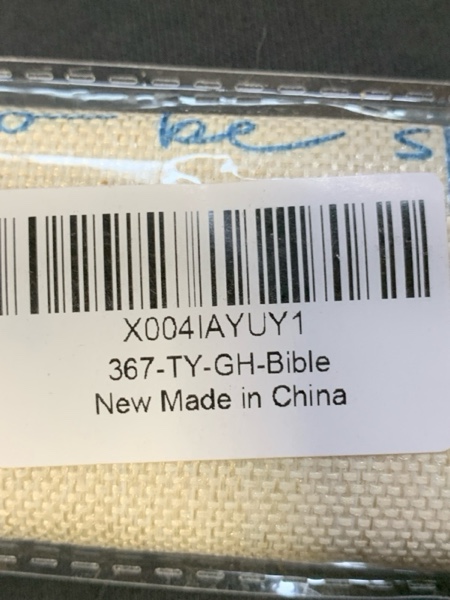 be s
X004IAYUY1
367-TY-GH-Bible
New Made in China